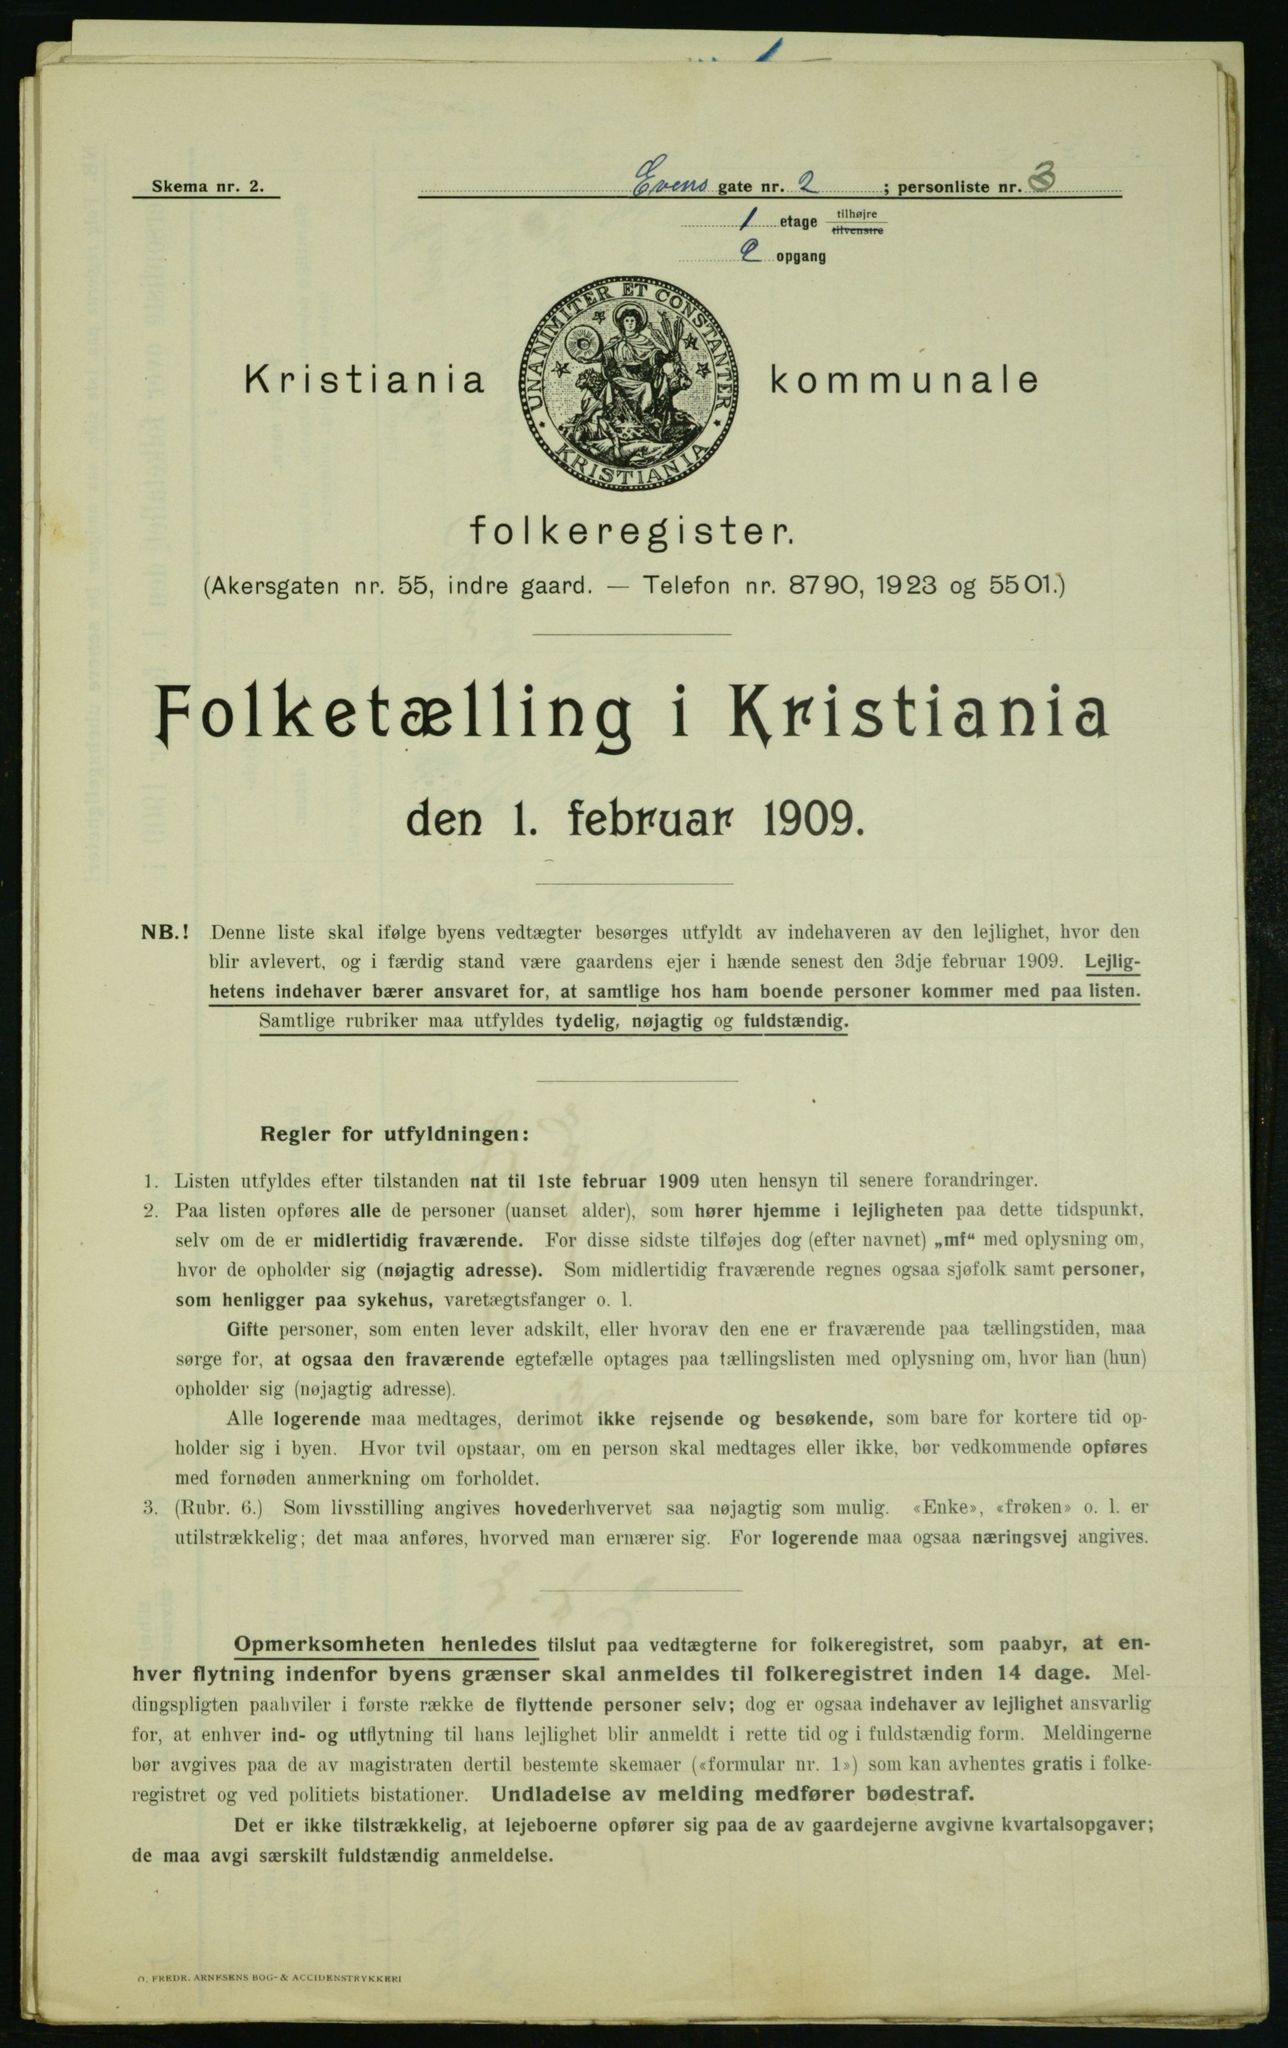 Skema nr. 2.
Evens gate nr. 2 ; personliste nr. 3
1 etage tilhøjre
tilvenstre
opgang
UNANIMITER ET CONSTANTER
KRISTIANIA
Kristiania kommunale
folkeregister.
(Akersgaten nr. 55, indre gaard. — Telefon nr. 8790, 1923 og 5501.)
Folketælling i Kristiania
den 1. februar 1909.
NB.! Denne liste skal ifølge byens vedtægter besørges utfyldt av indehaveren av den lejlighet, hvor den
blir avlevert, og i færdig stand være gaardens ejer i hænde senest den 3dje februar 1909. Lejlig-
hetens indehaver bærer ansvaret for, at samtlige hos ham boende personer kommer med paa listen.
Samtlige rubriker maa utfyldes tydelig, nøjagtig og fuldstændig.
Regler for utfyldningen:
1. Listen utfyldes efter tilstanden nat til 1ste februar 1909 uten hensyn til senere forandringer.
2. Paa listen opføres alle de personer (uanset alder), som hører hjemme i lejligheten paa dette tidspunkt,
selv om de er midlertidig fraværende. For disse sidste tilføjes dog (efter navnet) „mf“ med oplysning om,
hvor de opholder sig (nøjagtig adresse). Som midlertidig fraværende regnes ogsaa sjøfolk samt personer,
som henligger paa sykehus, varetægtsfanger o. l.
Gifte personer, som enten lever adskilt, eller hvorav den ene er fraværende paa tællingstiden, maa
sørge for, at ogsaa den fraværende egtefælle optages paa tællingslisten med oplysning om, hvor han (hun)
opholder sig (nøjagtig adresse).
Alle logerende maa medtages, derimot ikke rejsende og besøkende, som bare for kortere tid op-
holder sig i byen. Hvor tvil opstaar, om en person skal medtages eller ikke, bør vedkommende opføres
med fornøden anmerkning om forholdet.
3. (Rubr. 6.) Som livsstilling angives hovederhvervet saa nøjagtig som mulig. «Enke», «frøken» o. l. er
utilstrækkelig; det maa anføres, hvorved man ernærer sig. For logerende maa ogsaa næringsvej angives.
Opmerksomheten henledes tilslut paa vedtægterne for folkeregistret, som paabyr, at en-
hver flytning indenfor byens grænser skal anmeldes til folkeregistret inden 14 dage. Mel-
dingspligten paahviler i første række de flyttende personer selv; dog er ogsaa indehaver av lejlighet ansvarlig
for, at enhver ind- og utflytning til hans lejlighet blir anmeldt i rette tid og i fuldstændig form. Meldingerne
bør avgives paa de av magistraten dertil bestemte skemaer («formular nr. 1») som kan avhentes gratis i folke-
registret og ved politiets bistationer. Undladelse av melding medfører bødestraf.
Det er ikke tilstrækkelig, at lejeboerne opfører sig paa de av gaardejerne avgivne kvartalsopgaver;
de maa avgi særskilt fuldstændig anmeldelse.
O. FREDR. ARNESENS BOG- & ACCIDENSTRYKKERI